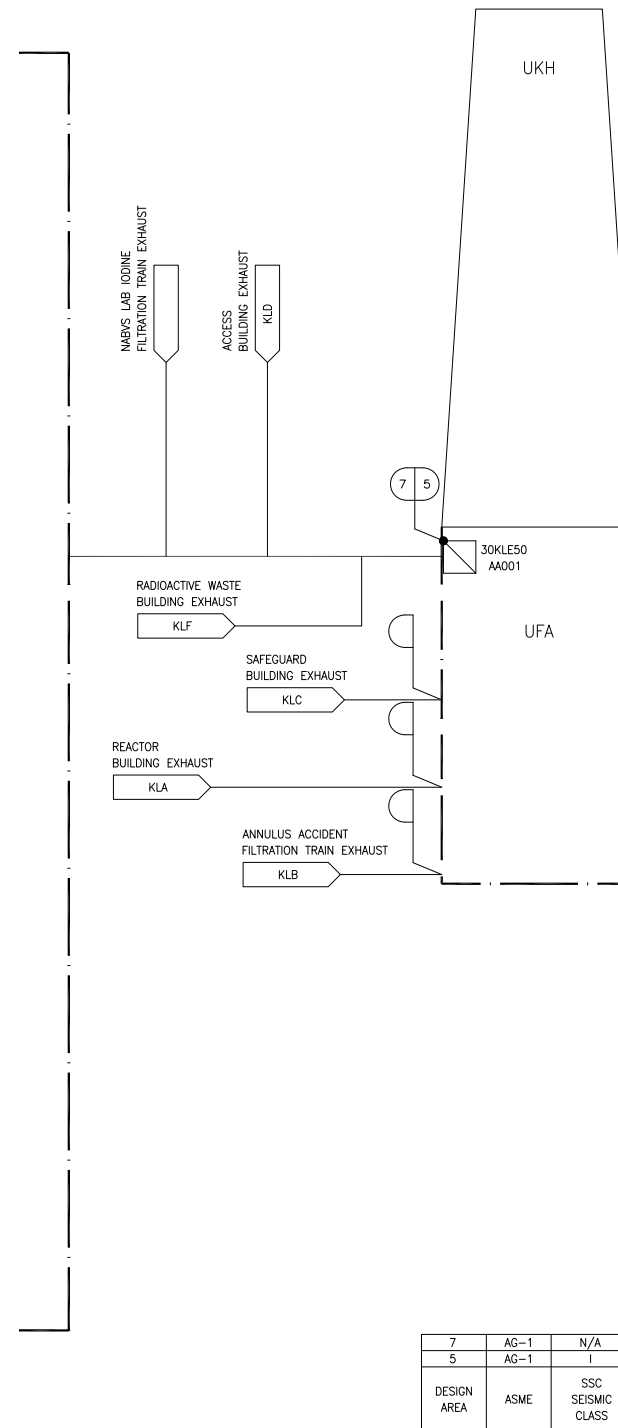 UKH
NABVS LAB IODINE
FILTRATION TRAIN EXHAUST
ACCESS
BUILDING EXHAUST
KLD
7 5
30KLE50
AA001
RADIOACTIVE WASTE
BUILDING EXHAUST
KLF
UFA
SAFEGUARD
BUILDING EXHAUST
KLC
REACTOR
BUILDING EXHAUST
KLA
ANNULUS ACCIDENT
FILTRATION TRAIN EXHAUST
KLB
7 AG-1 N/A
5 AG-1 I
DESIGN
AREA
ASME
SSC
SEISMIC
CLASS